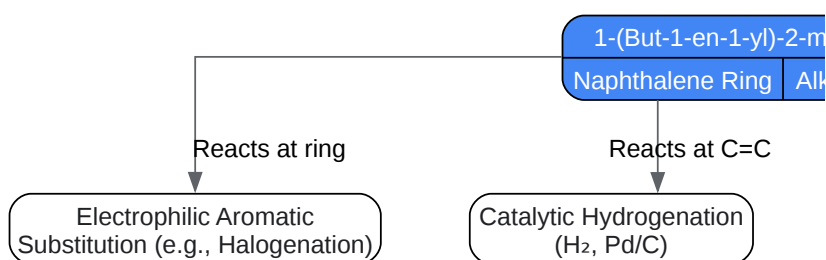 1-(But-1-en-1-yl)-2-m
Naphthalene Ring
Alk
Reacts at ring
Reacts at C=C
Electrophilic Aromatic
Substitution (e.g., Halogenation)
Catalytic Hydrogenation
(H₂, Pd/C)